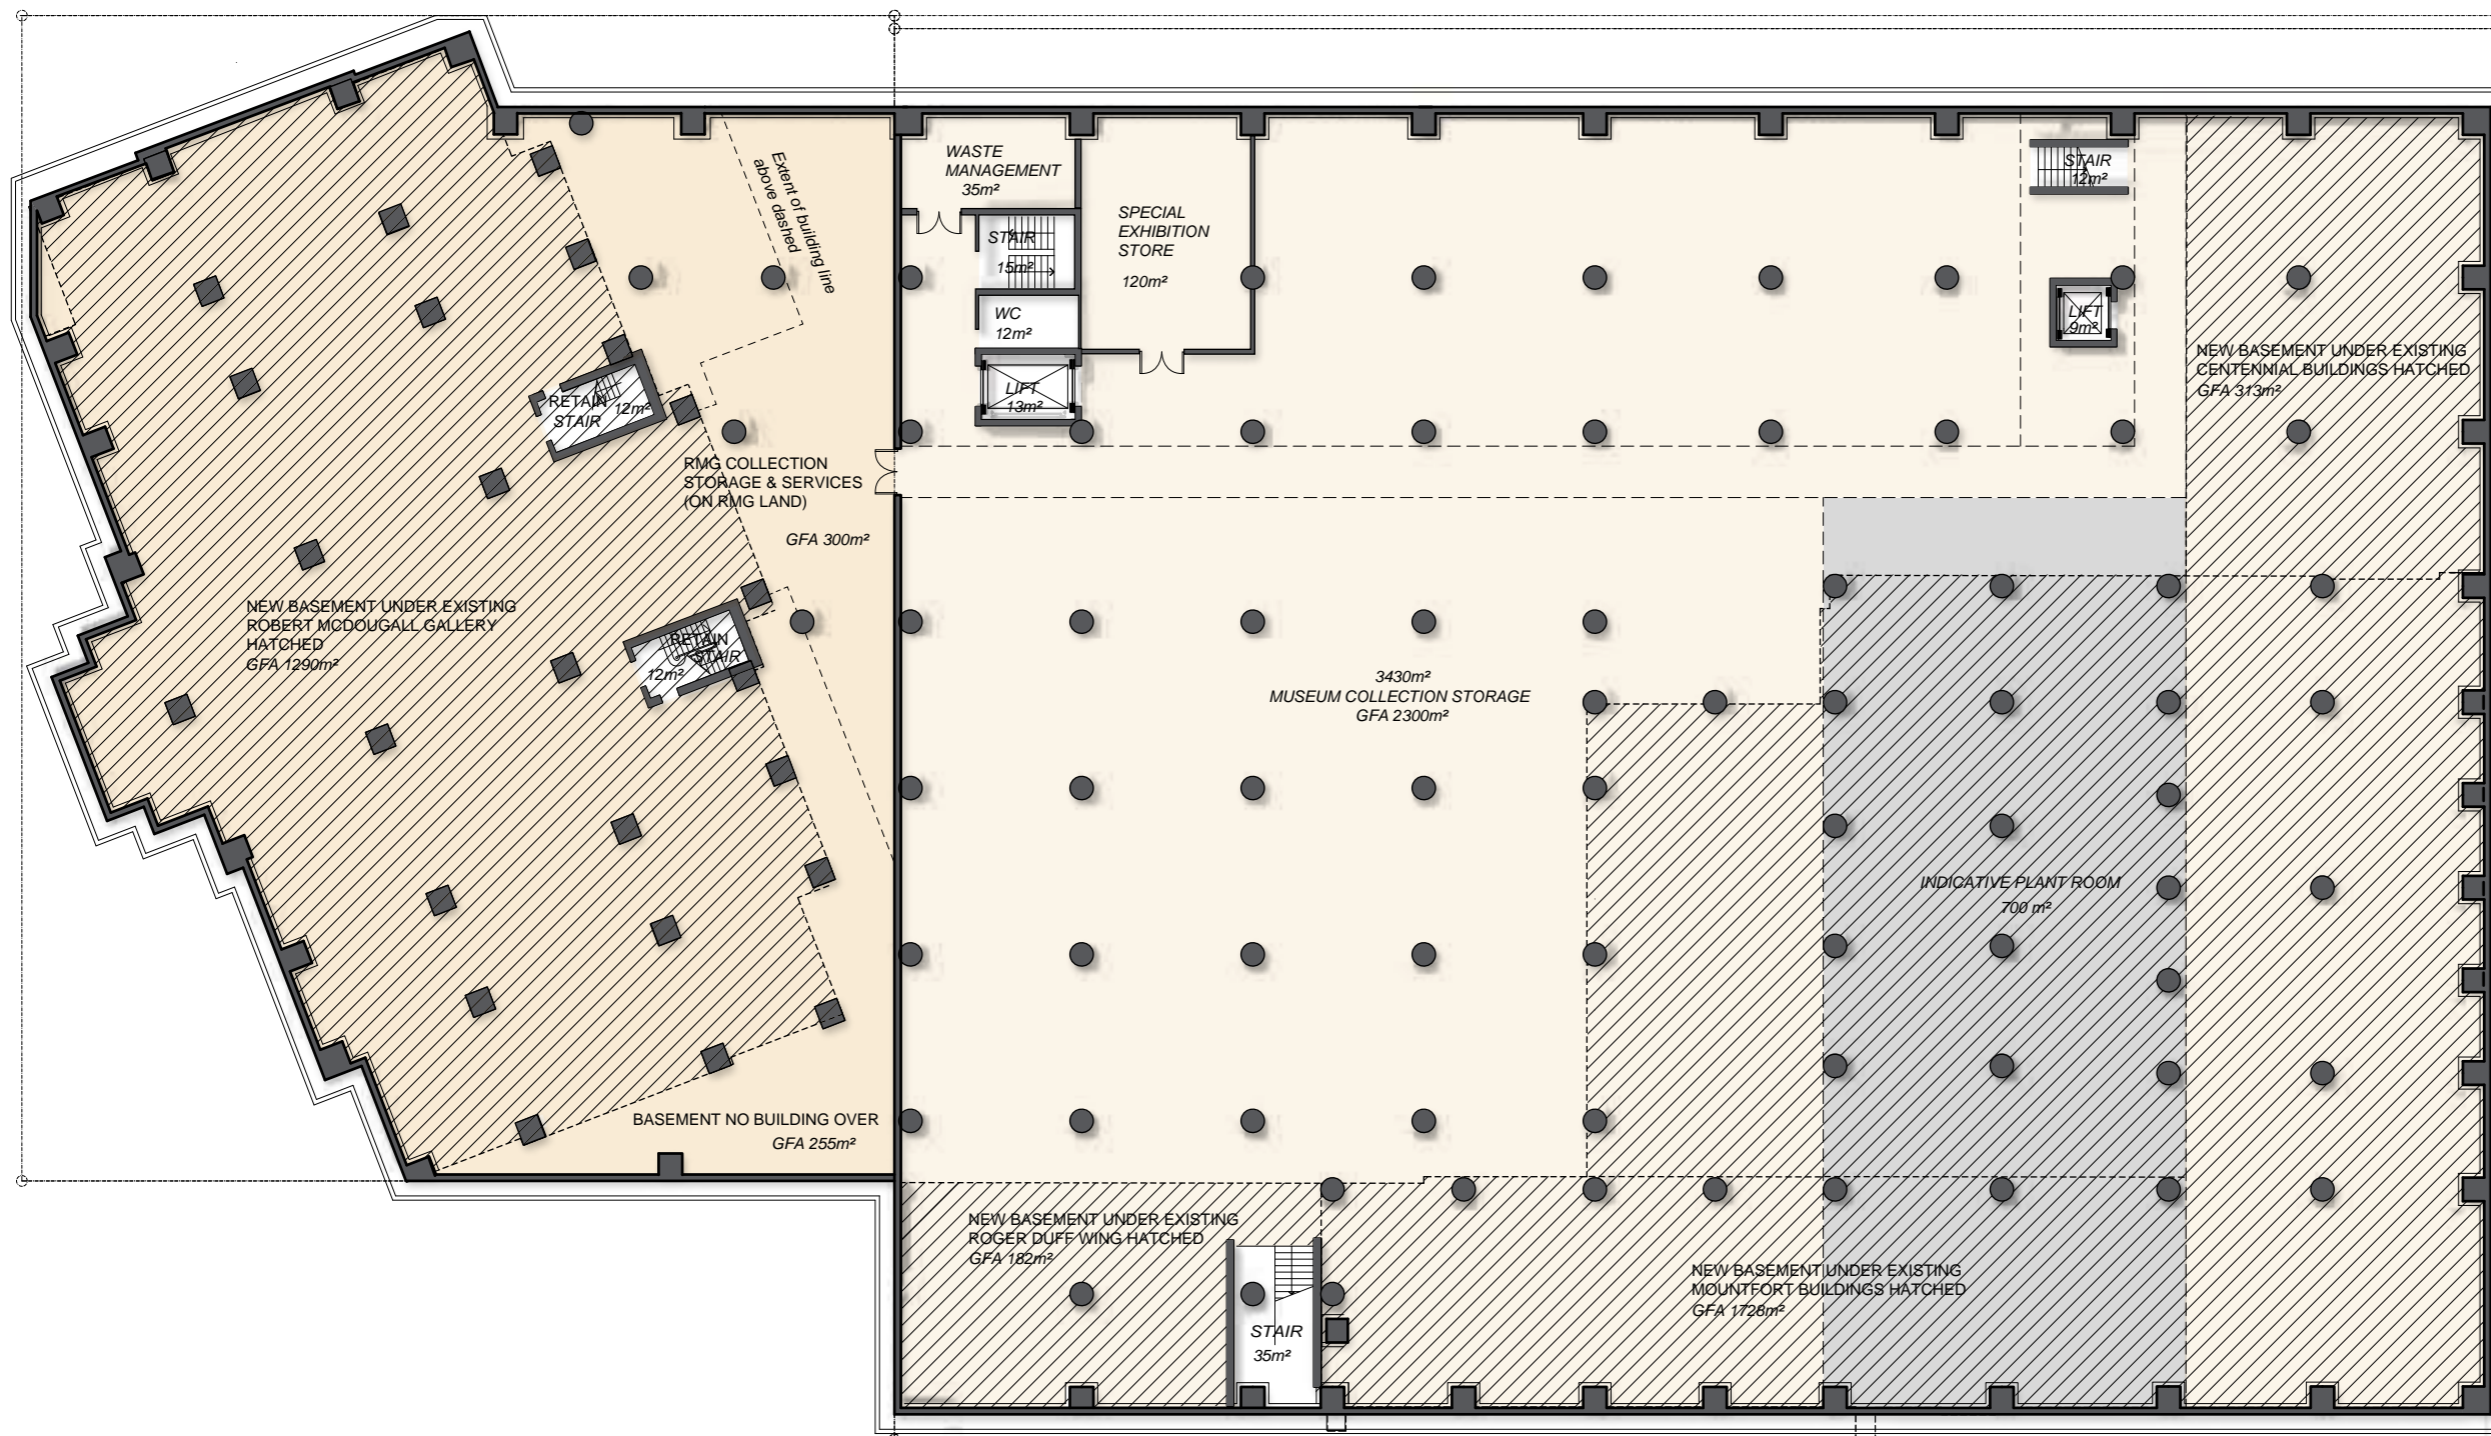 Extent of building line
above dashed
WASTE
MANAGEMENT
35m²
STAIR
15m²
WC
12m²
LIFT
13m²
SPECIAL
EXHIBITION
STORE
120m²
STAIR
12m²
LIFT
9m²
NEW BASEMENT UNDER EXISTING
CENTENNIAL BUILDINGS HATCHED
GFA 313m²
RETAIN
STAIR
12m²
RMG COLLECTION
STORAGE & SERVICES
(ON RMG LAND)
GFA 300m²
NEW BASEMENT UNDER EXISTING
ROBERT MCDOUGALL GALLERY
HATCHED
GFA 1290m²
RETAIN
STAIR
12m²
3430m²
MUSEUM COLLECTION STORAGE
GFA 2300m²
INDICATIVE PLANT ROOM
700 m²
BASEMENT NO BUILDING OVER
GFA 255m²
NEW BASEMENT UNDER EXISTING
ROGER DUFF WING HATCHED
GFA 182m²
STAIR
35m²
NEW BASEMENT UNDER EXISTING
MOUNTFORT BUILDINGS HATCHED
GFA 1728m²